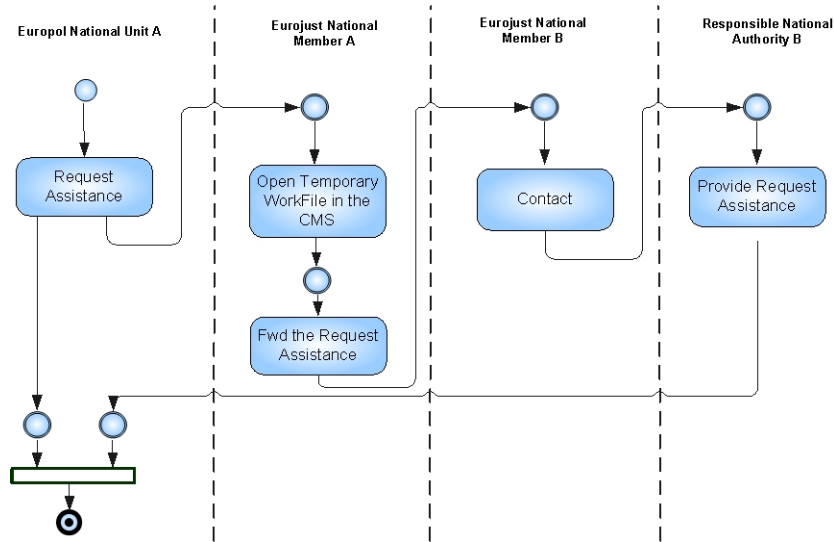 Europol National Unit A
Eurojust National
Member A
Eurojust National
Member B
Responsible National
Authority B
Request
Assistance
Open Temporary
WorkFile in the
CMS
Contact
Provide Request
Assistance
Fwd the Request
Assistance